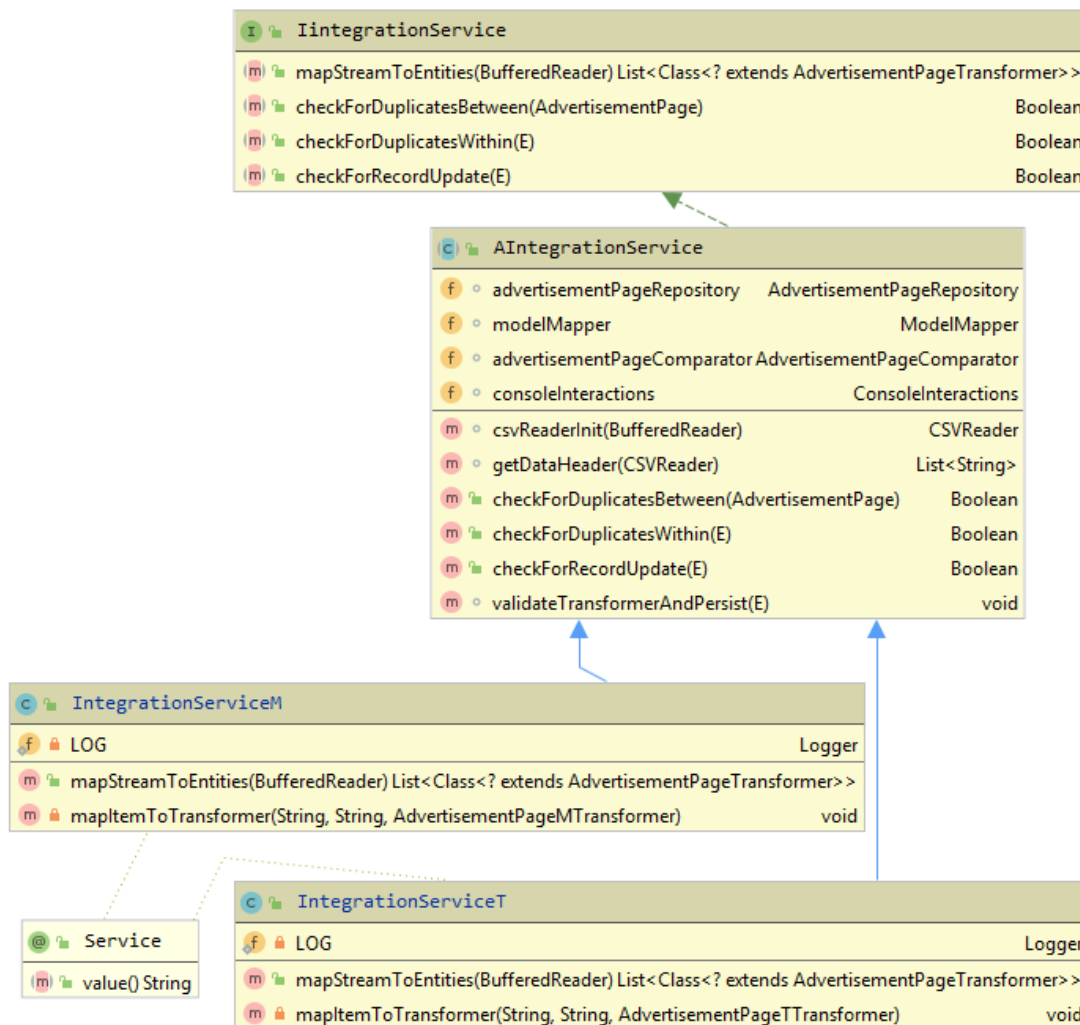 I IintegrationService
m mapStreamToEntities(BufferedReader) List<Class<? extends AdvertisementPageTransformer>>
m checkForDuplicatesBetween(AdvertisementPage) Boolean
m checkForDuplicatesWithin(E) Boolean
m checkForRecordUpdate(E) Boolean
C AIntegrationService
f advertisementPageRepository AdvertisementPageRepository
f modelMapper ModelMapper
f advertisementPageComparator AdvertisementPageComparator
f consoleInteractions ConsoleInteractions
m csvReaderInit(BufferedReader) CSVReader
m getDataHeader(CSVReader) List<String>
m checkForDuplicatesBetween(AdvertisementPage) Boolean
m checkForDuplicatesWithin(E) Boolean
m checkForRecordUpdate(E) Boolean
m validateTransformerAndPersist(E) void
C IntegrationServiceM
f LOG Logger
m mapStreamToEntities(BufferedReader) List<Class<? extends AdvertisementPageTransformer>>
m mapItemToTransformer(String, String, AdvertisementPageMTransformer) void
C IntegrationServiceT
f LOG Logger
m mapStreamToEntities(BufferedReader) List<Class<? extends AdvertisementPageTransformer>>
m mapItemToTransformer(String, String, AdvertisementPageTTransformer) void
@ Service
m value() String